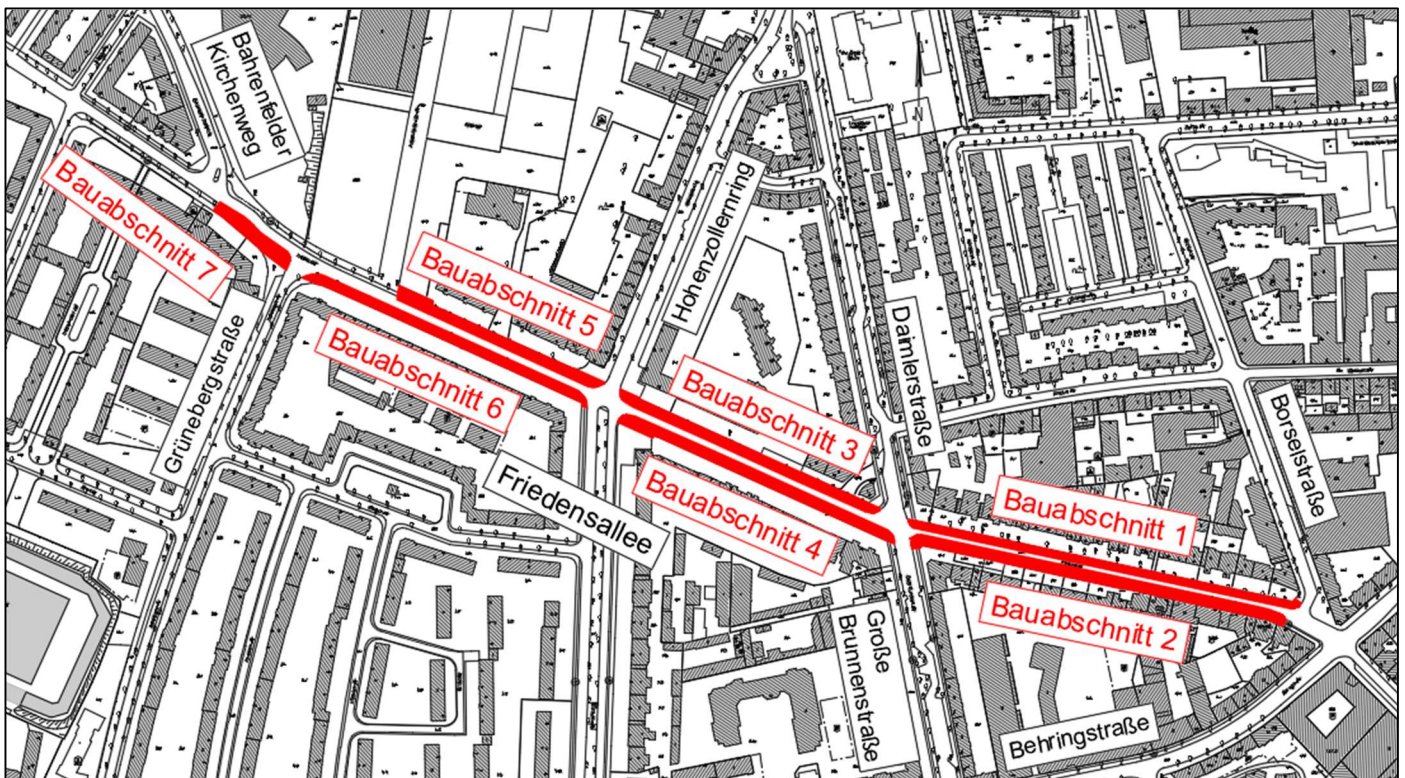 Bahrenfelder
Kirchenweg
Bauabschnitt 7
Grünebergstraße
Bauabschnitt 5
Bauabschnitt 6
Hohenzollernring
Friedensallee
Bauabschnitt 3
Bauabschnitt 4
Daimlerstraße
Große
Brunnenstraße
Bauabschnitt 1
Bauabschnitt 2
Borselstraße
Behringstraße